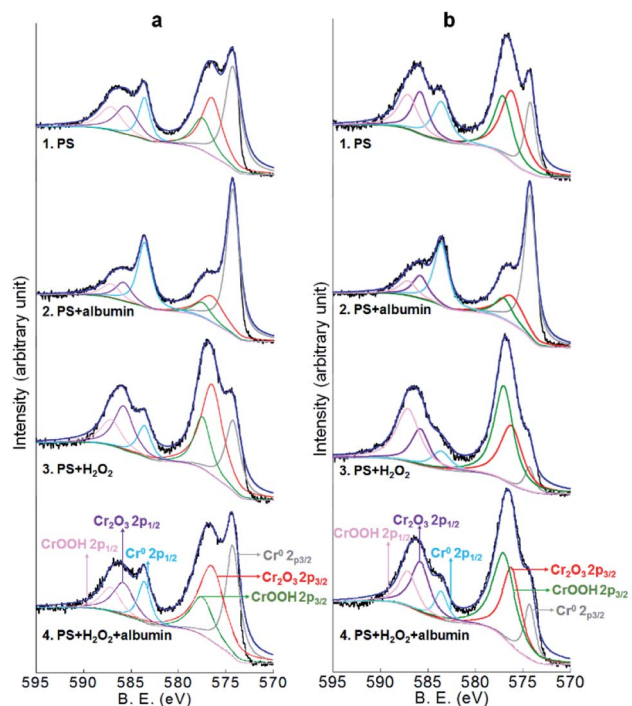 a
b
Intensity (arbitrary unit)
1. PS
2. PS+albumin
3. PS+H₂O₂
Cr₂O₃ 2p₁/₂
CrOOH 2p₁/₂
Cr⁰ 2p₁/₂
Cr⁰ 2p3/2
Cr₂O₃ 2p₃/₂
CrOOH 2p₃/₂
4. PS+H₂O₂+albumin
595 590 585 580 575 570
B. E. (eV)
Intensity (arbitrary unit)
1. PS
2. PS+albumin
3. PS+H₂O₂
Cr₂O₃ 2p₁/₂
CrOOH 2p₁/₂
Cr⁰ 2p₁/₂
Cr₂O₃ 2p₃/₂
CrOOH 2p₃/₂
Cr⁰ 2p3/2
4. PS+H₂O₂+albumin
595 590 585 580 575 570
B. E. (eV)